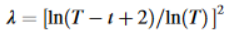 λ = [ln(T − t + 2)/ln(T)]²